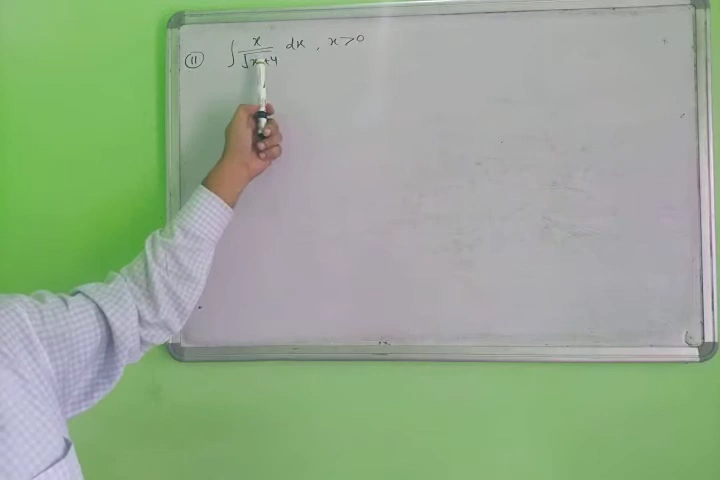 ⑪ ∫ x/√(x+4) dx , x>0